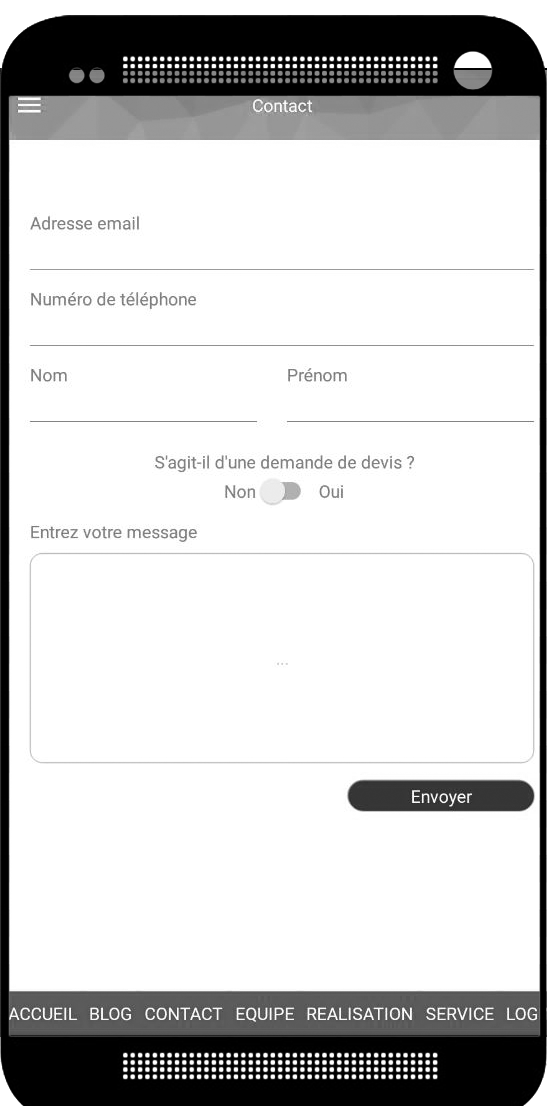 Contact
Adresse email
Numéro de téléphone
Nom Prénom
S'agit-il d'une demande de devis ?
Non Oui
Entrez votre message
...
Envoyer
ACCUEIL BLOG CONTACT EQUIPE REALISATION SERVICE LOG